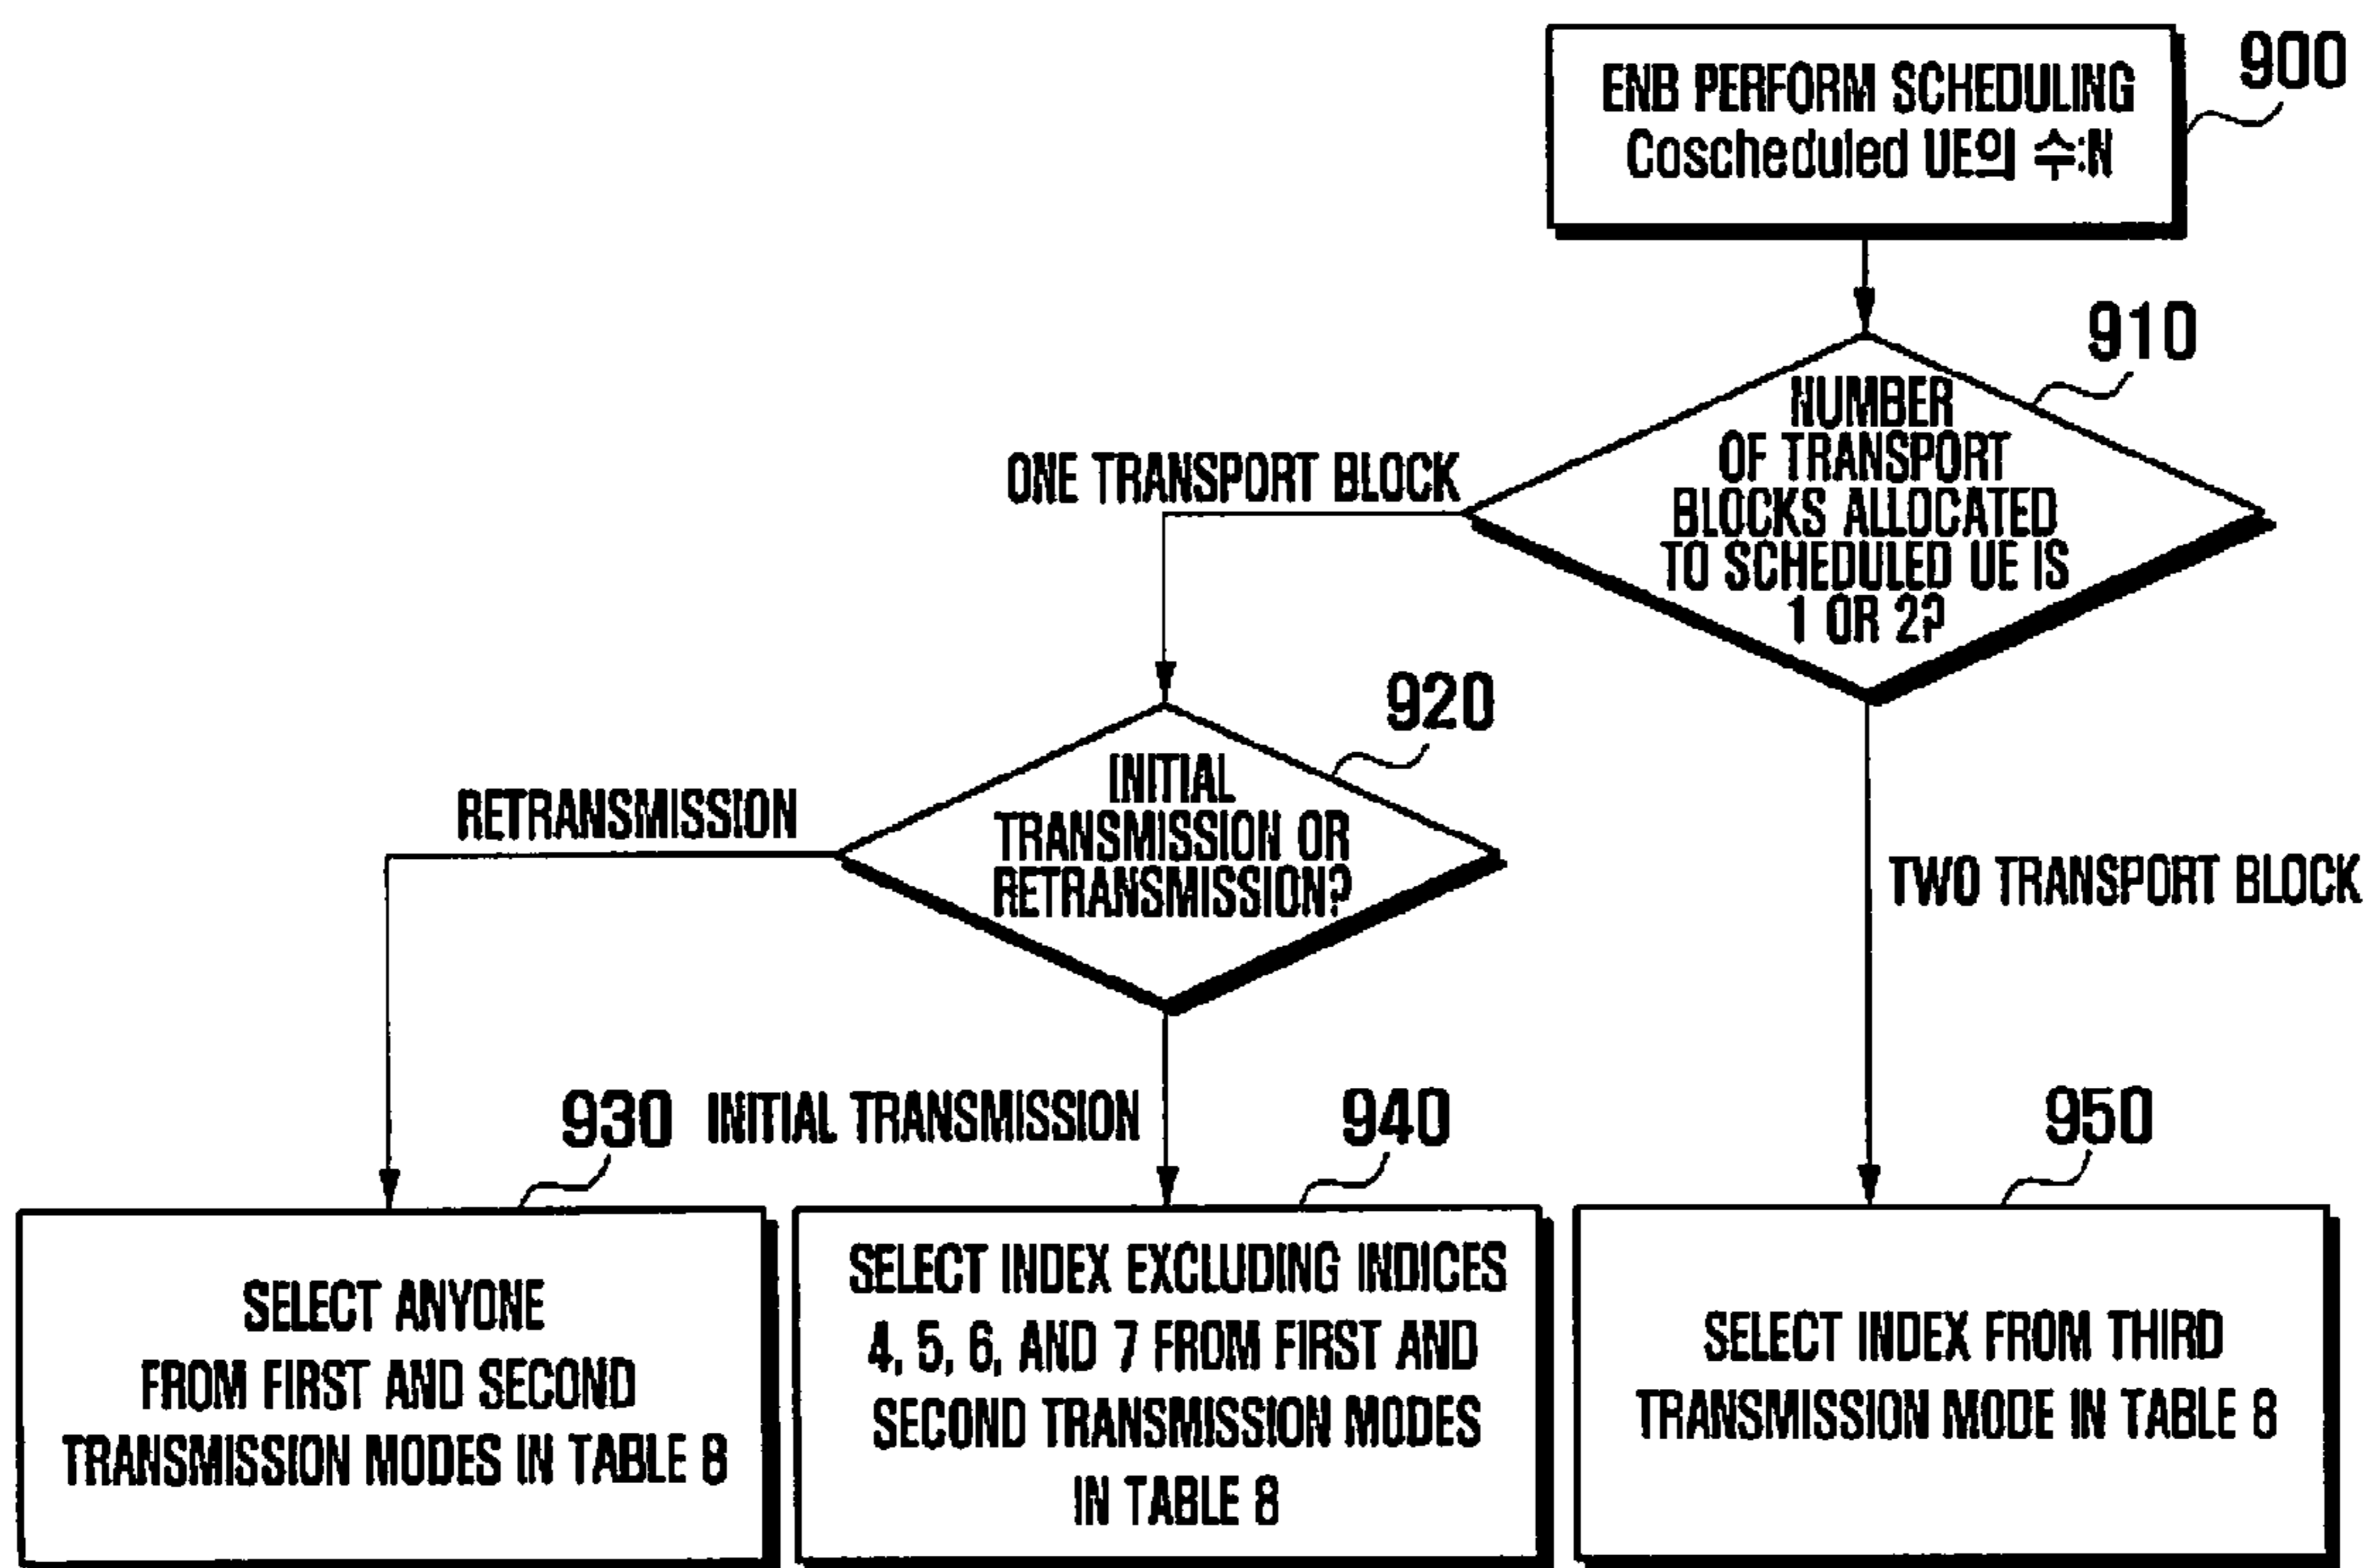 ENB PERFORM SCHEDULING
Coscheduled UE의 수:N
900
910
NUMBER
OF TRANSPORT
BLOCKS ALLOCATED
TO SCHEDULED UE IS
1 OR 2?
ONE TRANSPORT BLOCK
920
INITIAL
TRANSMISSION OR
RETRANSMISSION?
RETRANSMISSION
TWO TRANSPORT BLOCK
930
INITIAL TRANSMISSION
940
950
SELECT ANYONE
FROM FIRST AND SECOND
TRANSMISSION MODES IN TABLE 8
SELECT INDEX EXCLUDING INDICES
4, 5, 6, AND 7 FROM FIRST AND
SECOND TRANSMISSION MODES
IN TABLE 8
SELECT INDEX FROM THIRD
TRANSMISSION MODE IN TABLE 8